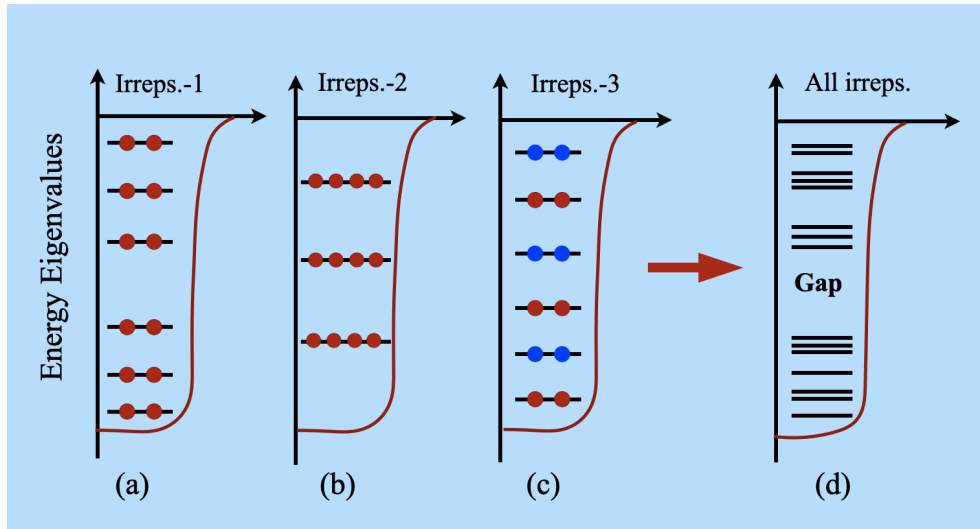 Irreps.-1
Irreps.-2
Irreps.-3
All irreps.
Energy Eigenvalues
Gap
(a)
(b)
(c)
(d)